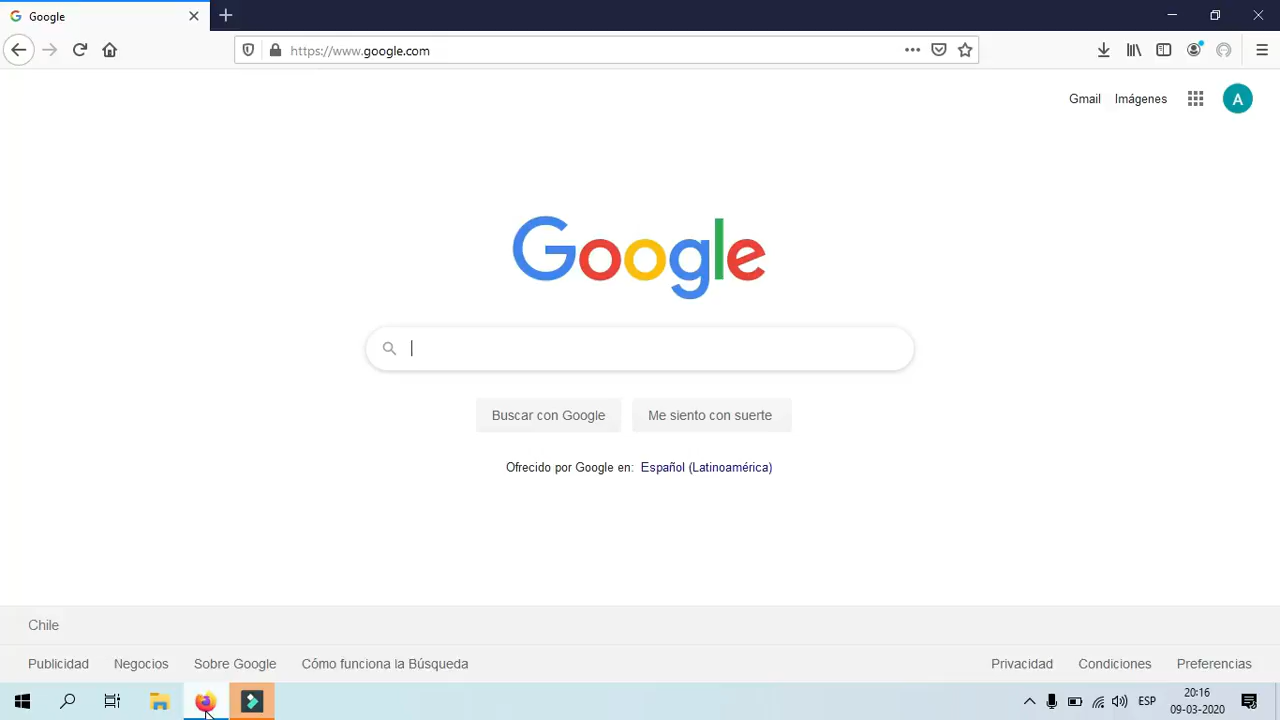 Google
https://www.google.com
Gmail Imágenes
A
Google
Buscar con Google Me siento con suerte
Ofrecido por Google en: Español (Latinoamérica)
Chile
Publicidad Negocios Sobre Google Cómo funciona la Búsqueda Privacidad Condiciones Preferencias
ESP
20:16
09-03-2020